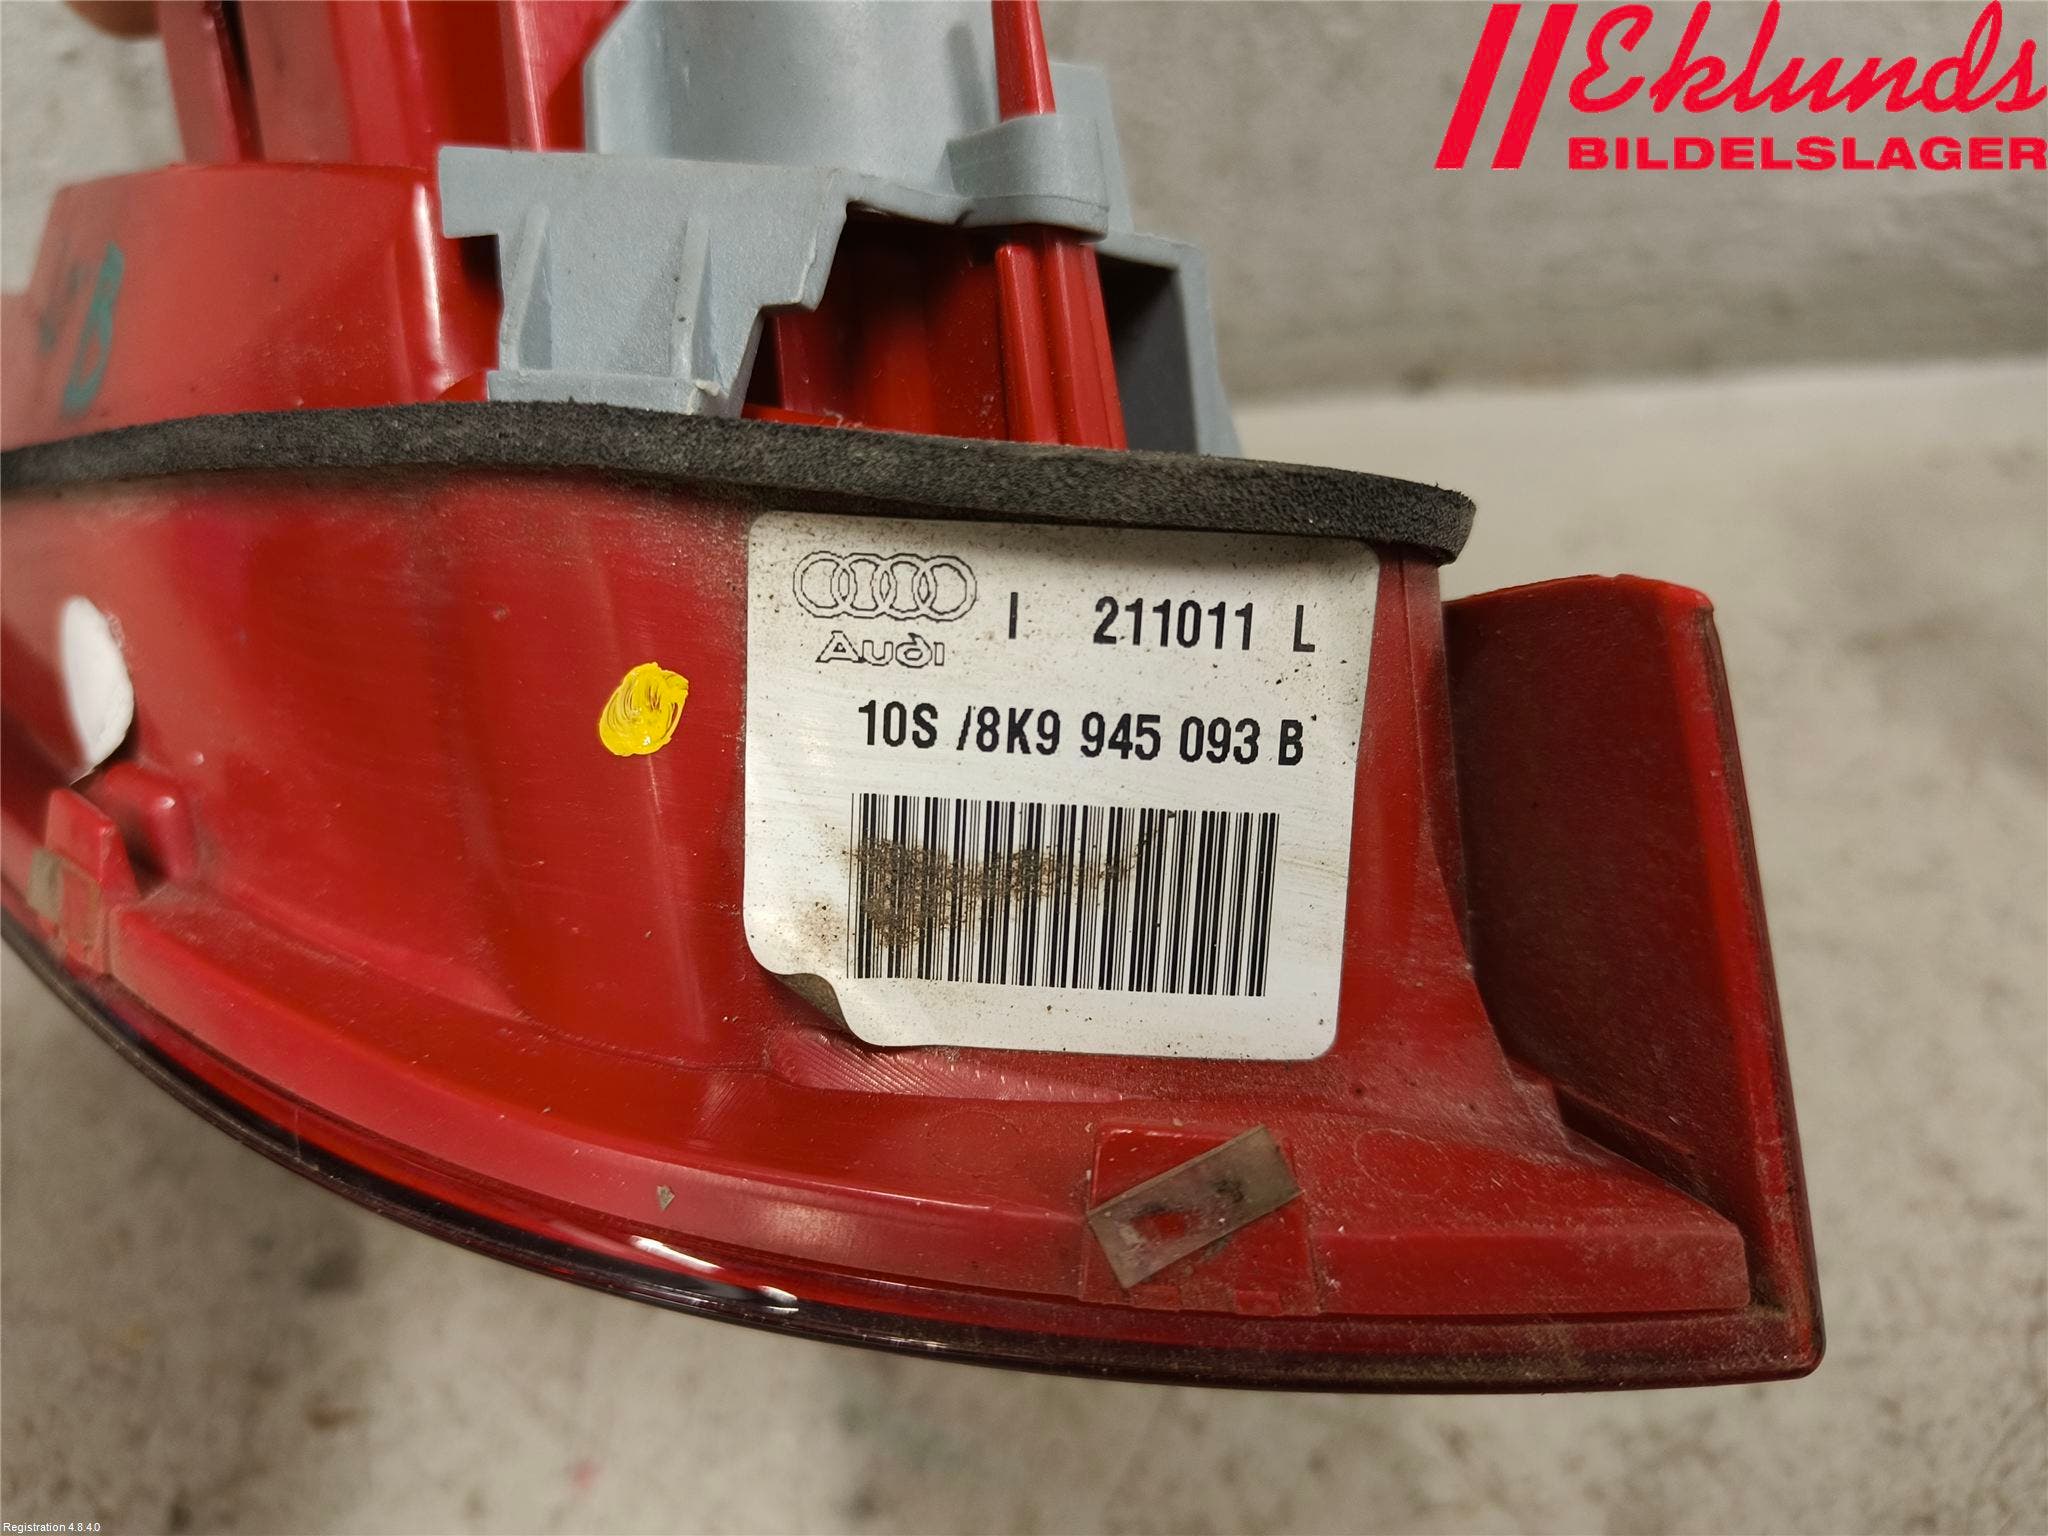 Eklunds
BILDELSLAGER
B
I 211011 L
Audi
10S /8K9 945 093 B
Registration 4.8.4.0